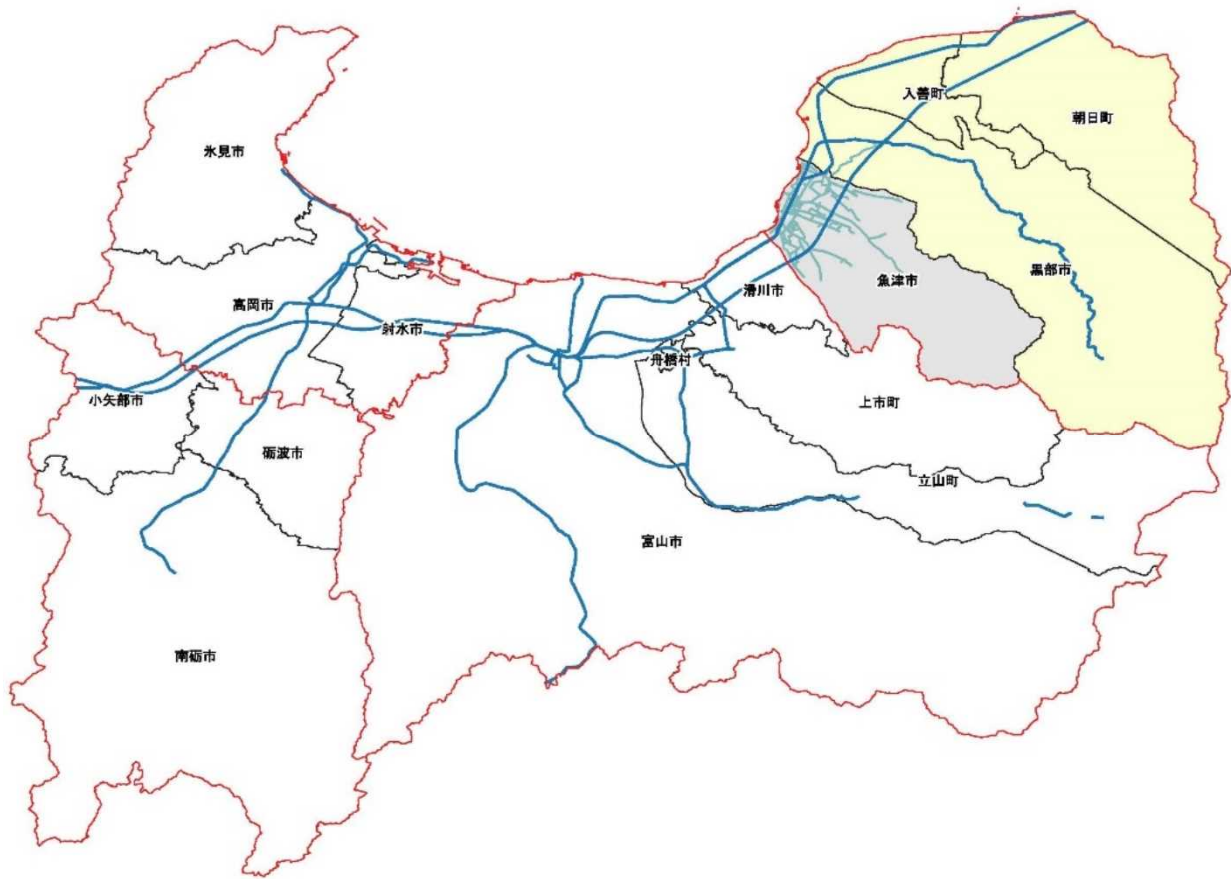 入善町
朝日町
氷見市
黒部市
魚津市
滑川市
高岡市
射水市
舟橋村
小矢部市
上市町
砺波市
立山町
富山市
南砺市